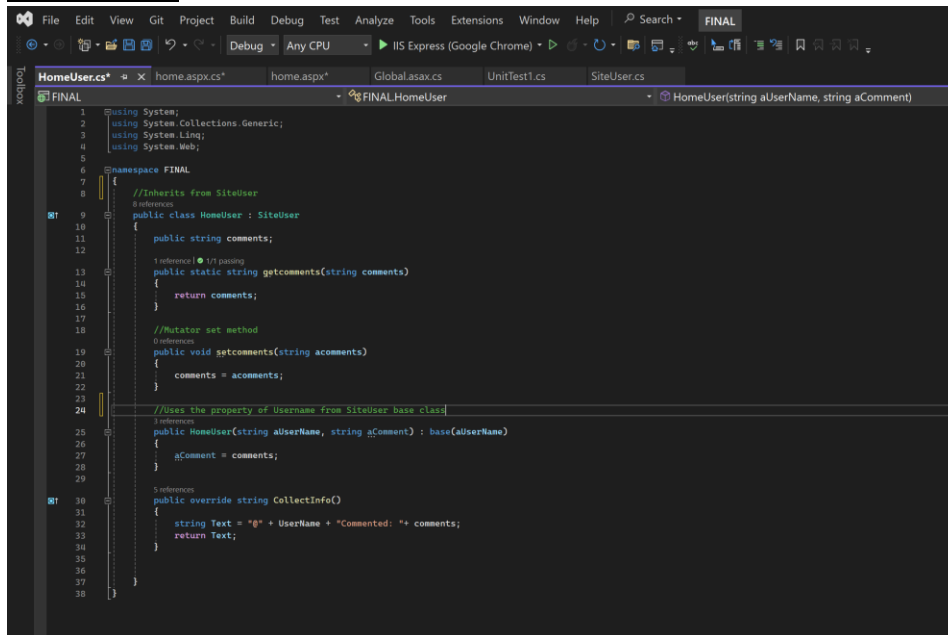 File Edit View Git Project Build Debug Test Analyze Tools Extensions Window Help Search FINAL
Debug Any CPU IIS Express (Google Chrome)
Toolbox
HomeUser.cs* home.aspx.cs* home.aspx* Global.asax.cs UnitTest1.cs SiteUser.cs
FINAL FINAL.HomeUser HomeUser(string aUserName, string aComment)
1 using System;
2 using System.Collections.Generic;
3 using System.Linq;
4 using System.Web;
5
6 namespace FINAL
7 {
8 //Inherits from SiteUser
8 references
9 public class HomeUser : SiteUser
10 {
11 public string comments;
12
1 reference | 1/1 passing
13 public static string getcomments(string comments)
14 {
15 return comments;
16 }
17
18 //Mutator set method
0 references
19 public void setcomments(string acomments)
20 {
21 comments = acomments;
22 }
23
24 //Uses the property of Username from SiteUser base class
3 references
25 public HomeUser(string aUserName, string aComment) : base(aUserName)
26 {
27 aComment = comments;
28 }
29
5 references
30 public override string CollectInfo()
31 {
32 string Text = "@" + UserName + "Commented: "+ comments;
33 return Text;
34 }
35
36
37 }
38 }